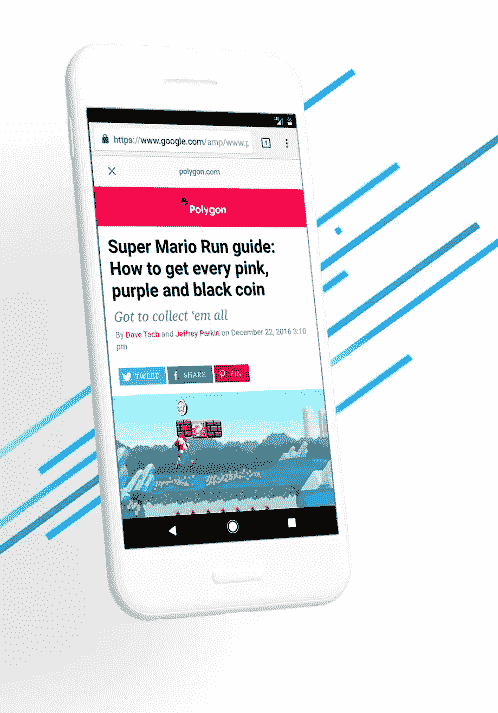 https://www.google.com/amp/www.p
polygon.com
Polygon
Super Mario Run guide:
How to get every pink,
purple and black coin
Got to collect 'em all
By Dave Tach and Jeffrey Parkin on December 22, 2016 3:10
pm
TWEET SHARE